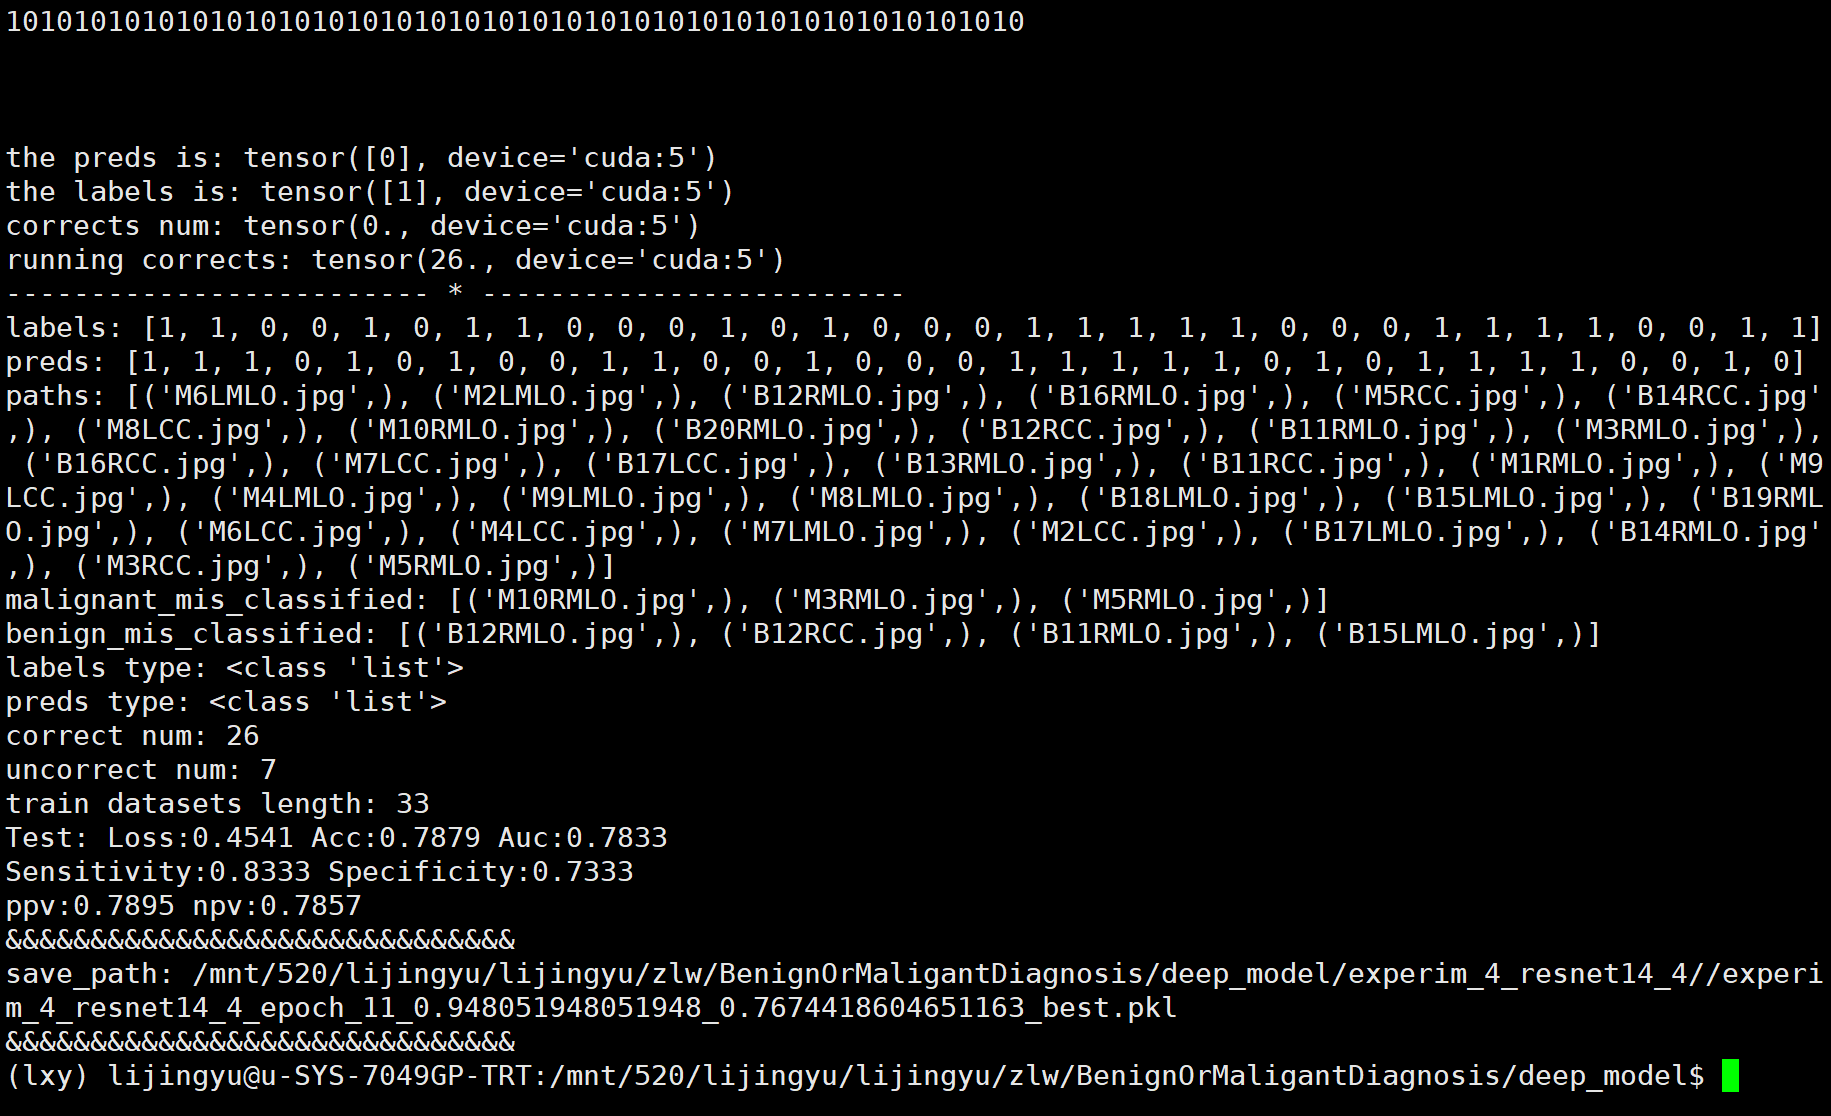 101010101010101010101010101010101010101010101010101010101010
the preds is: tensor([0], device='cuda:5')
the labels is: tensor([1], device='cuda:5')
corrects num: tensor(0., device='cuda:5')
running corrects: tensor(26., device='cuda:5')
------------------------- * -------------------------
labels: [1, 1, 0, 0, 1, 0, 1, 1, 0, 0, 0, 1, 0, 1, 0, 0, 0, 1, 1, 1, 1, 1, 0, 0, 0, 1, 1, 1, 1, 0, 0, 1, 1]
preds: [1, 1, 1, 0, 1, 0, 1, 0, 0, 1, 1, 0, 0, 1, 0, 0, 0, 1, 1, 1, 1, 1, 0, 1, 0, 1, 1, 1, 1, 0, 0, 1, 0]
paths: [('M6LMLO.jpg',), ('M2LMLO.jpg',), ('B12RMLO.jpg',), ('B16RMLO.jpg',), ('M5RCC.jpg',), ('B14RCC.jpg'
,), ('M8LCC.jpg',), ('M10RMLO.jpg',), ('B20RMLO.jpg',), ('B12RCC.jpg',), ('B11RMLO.jpg',), ('M3RMLO.jpg',),
('B16RCC.jpg',), ('M7LCC.jpg',), ('B17LCC.jpg',), ('B13RMLO.jpg',), ('B11RCC.jpg',), ('M1RMLO.jpg',), ('M9
LCC.jpg',), ('M4LMLO.jpg',), ('M9LMLO.jpg',), ('M8LMLO.jpg',), ('B18LMLO.jpg',), ('B15LMLO.jpg',), ('B19RML
O.jpg',), ('M6LCC.jpg',), ('M4LCC.jpg',), ('M7LMLO.jpg',), ('M2LCC.jpg',), ('B17LMLO.jpg',), ('B14RMLO.jpg'
,), ('M3RCC.jpg',), ('M5RMLO.jpg',)]
malignant_mis_classified: [('M10RMLO.jpg',), ('M3RMLO.jpg',), ('M5RMLO.jpg',)]
benign_mis_classified: [('B12RMLO.jpg',), ('B12RCC.jpg',), ('B11RMLO.jpg',), ('B15LMLO.jpg',)]
labels type: <class 'list'>
preds type: <class 'list'>
correct num: 26
uncorrect num: 7
train datasets length: 33
Test: Loss:0.4541 Acc:0.7879 Auc:0.7833
Sensitivity:0.8333 Specificity:0.7333
ppv:0.7895 npv:0.7857
&&&&&&&&&&&&&&&&&&&&&&&&&&&&&&
save_path: /mnt/520/lijingyu/lijingyu/zlw/BenignOrMaligantDiagnosis/deep_model/experim_4_resnet14_4//experi
m_4_resnet14_4_epoch_11_0.948051948051948_0.7674418604651163_best.pkl
&&&&&&&&&&&&&&&&&&&&&&&&&&&&&&
(lxy) lijingyu@u-SYS-7049GP-TRT:/mnt/520/lijingyu/lijingyu/zlw/BenignOrMaligantDiagnosis/deep_model$